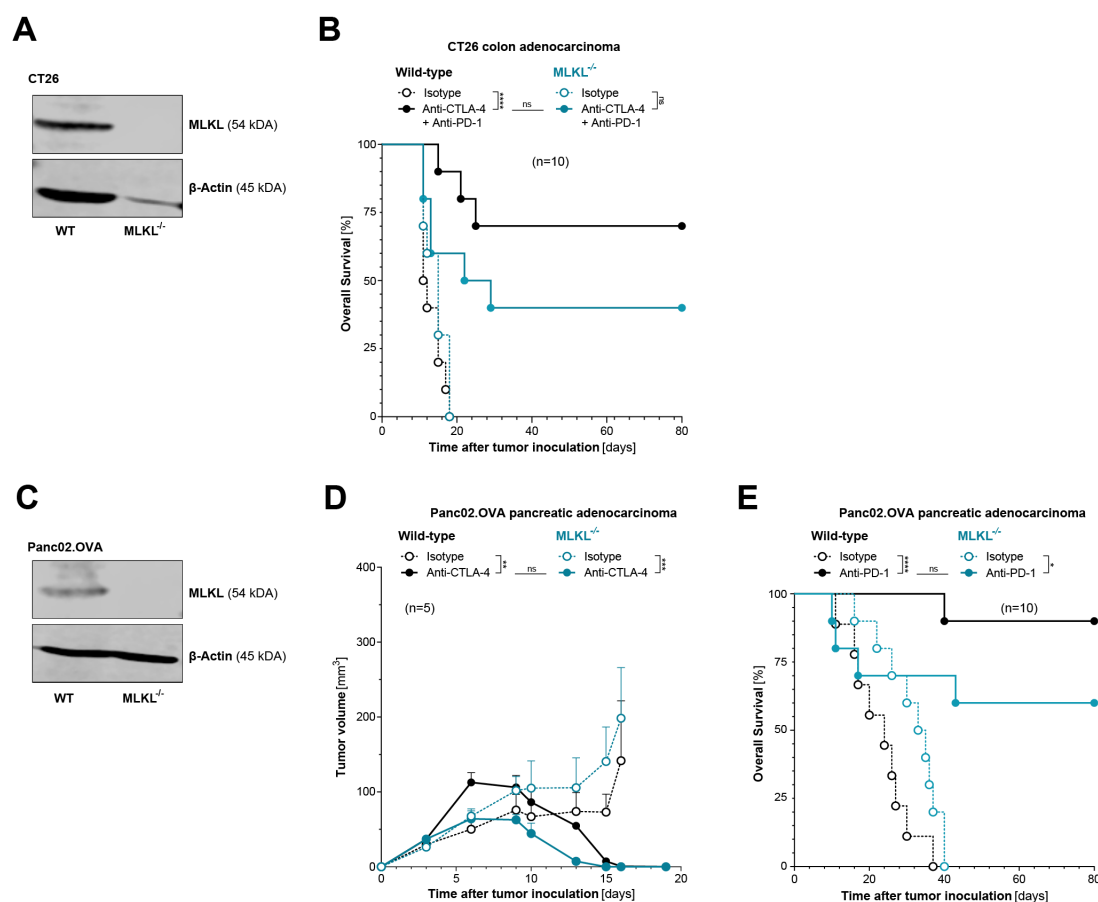 A
CT26
MLKL (54 kDA)
β-Actin (45 kDA)
WT
MLKL-/-
B
CT26 colon adenocarcinoma
Wild-type
MLKL-/-
Isotype
Anti-CTLA-4
+ Anti-PD-1
****
ns
Isotype
Anti-CTLA-4
+ Anti-PD-1
ns
(n=10)
Overall Survival [%]
100
75
50
25
0
0
20
40
60
80
Time after tumor inoculation [days]
C
Panc02.OVA
MLKL (54 kDA)
β-Actin (45 kDA)
WT
MLKL-/-
D
Panc02.OVA pancreatic adenocarcinoma
Wild-type
MLKL-/-
Isotype
Anti-CTLA-4
**
ns
Isotype
Anti-CTLA-4
***
(n=5)
Tumor volume [mm3]
400
300
200
100
0
0
5
10
15
20
Time after tumor inoculation [days]
E
Panc02.OVA pancreatic adenocarcinoma
Wild-type
MLKL-/-
Isotype
Anti-PD-1
****
ns
Isotype
Anti-PD-1
*
(n=10)
Overall Survival [%]
100
75
50
25
0
0
20
40
60
80
Time after tumor inoculation [days]